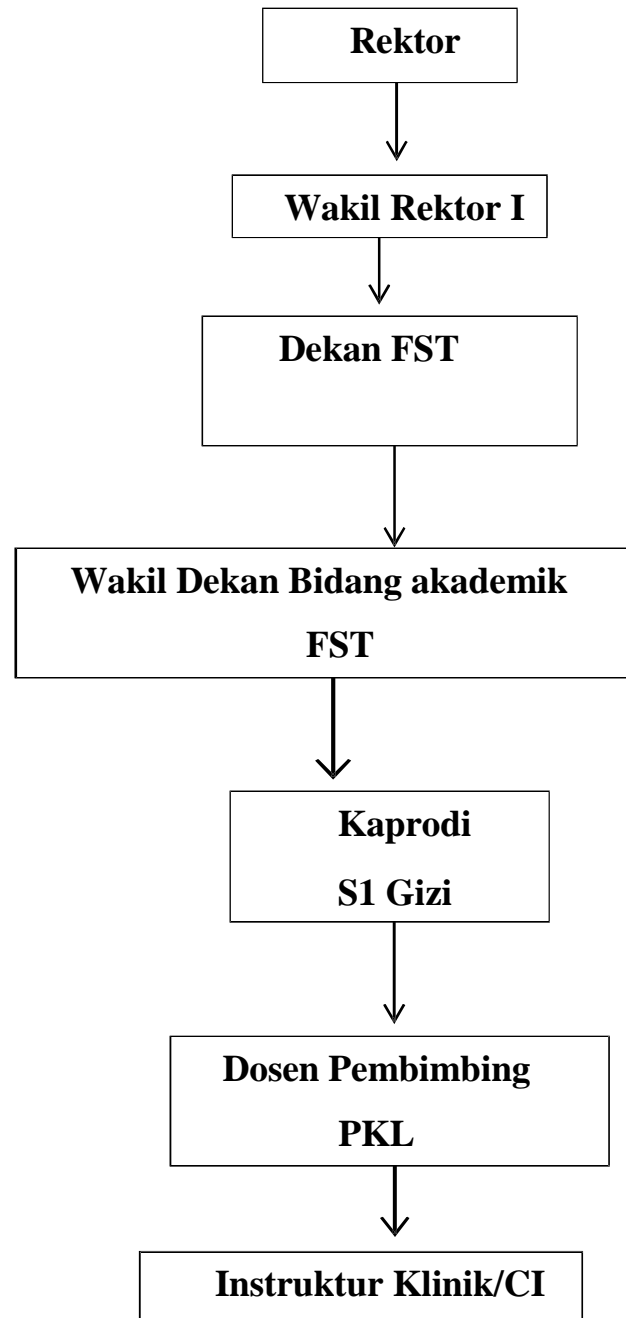 Rektor
Wakil Rektor I
Dekan FST
Wakil Dekan Bidang akademik
FST
Kaprodi
S1 Gizi
Dosen Pembimbing
PKL
Instruktur Klinik/CI